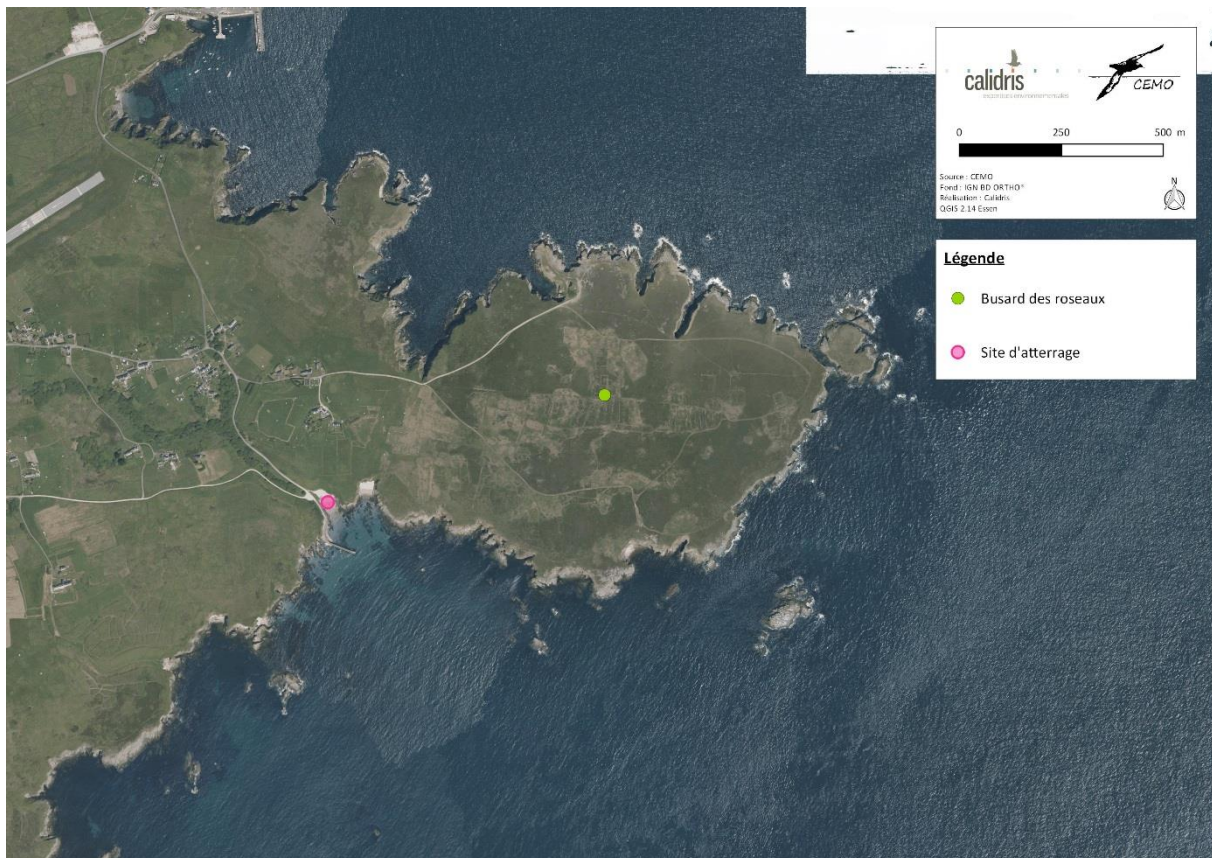 calidris
CEMO
0 250 500 m
Source : CEMO
Fond : IGN BD ORTHO®
Réalisation : Calidris
QGIS 2.14 Essen
N
Légende
Busard des roseaux
Site d'atterrage